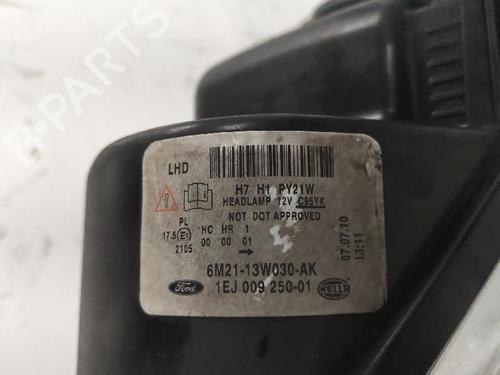 LHD
H7 H1 PY21W
HEADLAMP 12V C95YK
NOT DOT APPROVED
PL
17.5 E1
2105
HC HR 1
00 00 01
07.07.10
13:11
6M21-13W030-AK
1EJ 009 250-01
Ford
HELLA
B-PARTS